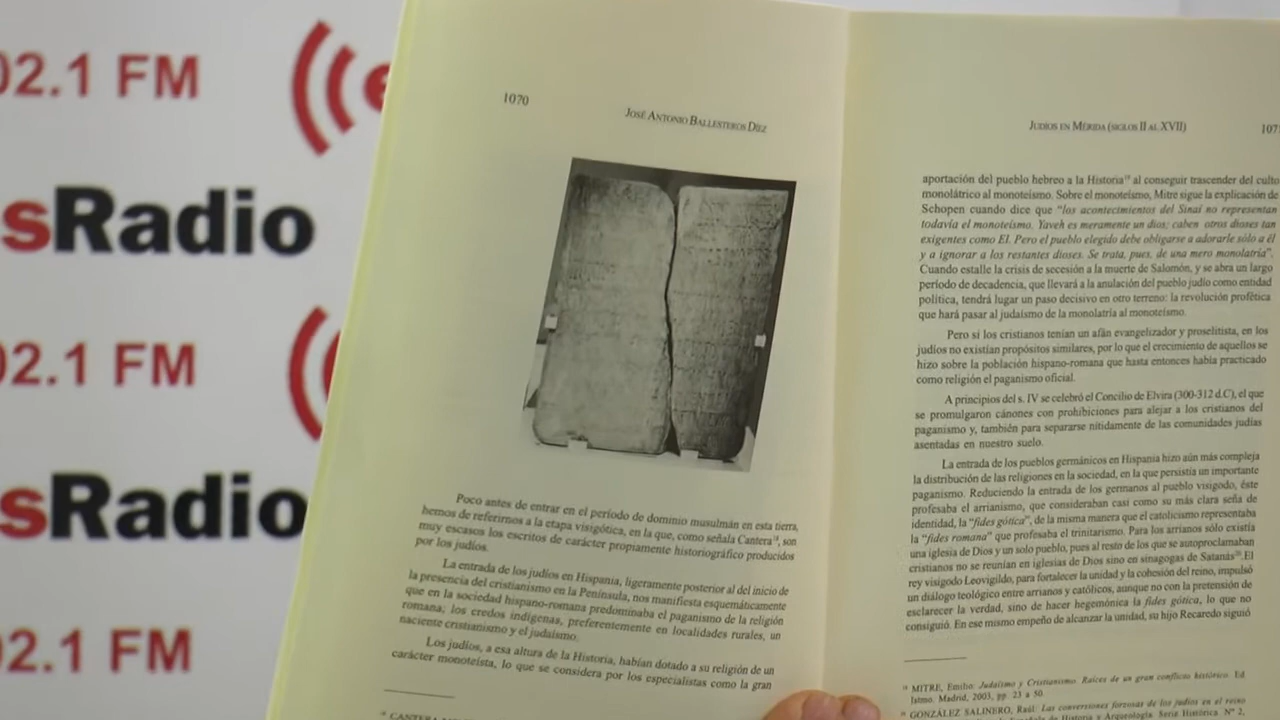 02.1 FM
esRadio
02.1 FM
sRadio
02.1 FM
1070
JOSÉ ANTONIO BALLESTEROS DÍEZ
Poco antes de entrar en el período de dominio musulmán en esta tierra,
hemos de referirnos a la etapa visigótica, en la que, como señala Cantera, son
muy escasos los escritos de carácter propiamente historiográfico producidos
por los judíos.
La entrada de los judíos en Hispania, ligeramente posterior al del inicio de
la presencia del cristianismo en la Península, nos manifiesta esquemáticamente
que en la sociedad hispano-romana predominaba el paganismo de la religión
romana; los credos indígenas, preferentemente en localidades rurales, un
naciente cristianismo y el judaísmo.
Los judíos, a esa altura de la Historia, habían dotado a su religión de un
carácter monoteísta, lo que se considera por los especialistas como la gran
JUDÍOS EN MÉRIDA (SIGLOS II AL XVII)
107
aportación del pueblo hebreo a la Historia¹⁸ al conseguir trascender del culto
monolátrico al monoteísmo. Sobre el monoteísmo, Mitre sigue la explicación de
Schopen cuando dice que "los acontecimientos del Sinaí no representan
todavía el monoteísmo. Yaveh es meramente un dios; caben otros dioses tan
exigentes como El. Pero el pueblo elegido debe obligarse a adorarle sólo a él
y a ignorar a los restantes dioses. Se trata, pues, de una mero monolatría".
Cuando estalle la crisis de secesión a la muerte de Salomón, y se abra un largo
período de decadencia, que llevará a la anulación del pueblo judío como entidad
política, tendrá lugar un paso decisivo en otro terreno: la revolución profética
que hará pasar al judaísmo de la monolatría al monoteísmo.
Pero si los cristianos tenían un afán evangelizador y proselitista, en los
judíos no existían propósitos similares, por lo que el crecimiento de aquellos se
hizo sobre la población hispano-romana que hasta entonces había practicado
como religión el paganismo oficial.
A principios del s. IV se celebró el Concilio de Elvira (300-312 d.C), el que
se promulgaron cánones con prohibiciones para alejar a los cristianos del
paganismo y, también para separarse nítidamente de las comunidades judías
asentadas en nuestro suelo.
La entrada de los pueblos germánicos en Hispania hizo aún más compleja
la distribución de las religiones en la sociedad, en la que persistía un importante
paganismo. Reduciendo la entrada de los germanos al pueblo visigodo, éste
profesaba el arrianismo, que consideraban casi como su más clara seña de
identidad, la "fides gótica", de la misma manera que el catolicismo representaba
la "fides romana" que profesaba el trinitarismo. Para los arrianos sólo existía
una iglesia de Dios y un solo pueblo, pues al resto de los que se autoproclamaban
cristianos no se reunían en iglesias de Dios sino en sinagogas de Satanás²⁰.El
rey visigodo Leovigildo, para fortaleces la unidad y la cohesión del reino, impulsó
un diálogo teológico entre arrianos y católicos, aunque no con la pretensión de
esclarecer la verdad, sino de hacer hegemónica la fides gótica, lo que no
consiguió. En ese mismo empeño de alcanzar la unidad, su hijo Recaredo siguió
MITRE, Emilio: Judaísmo y Cristianismo. Raíces de un gran conflicto histórico. Ed
Jatmo. Madrid, 2003, pp. 23 a 50.
GONZÁLEZ SALINERO, Raúl: Las conversiones forzosas de los judíos en el reino
de Historia y Arqueología. Serie Histórica. Nº 2,